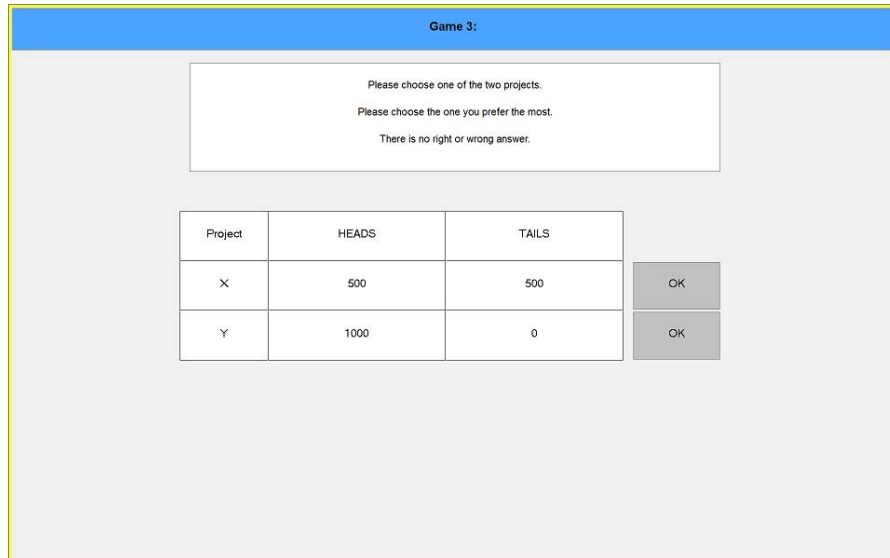 Game 3:
Please choose one of the two projects.
Please choose the one you prefer the most.
There is no right or wrong answer.
Project HEADS TAILS
X 500 500 OK
Y 1000 0 OK